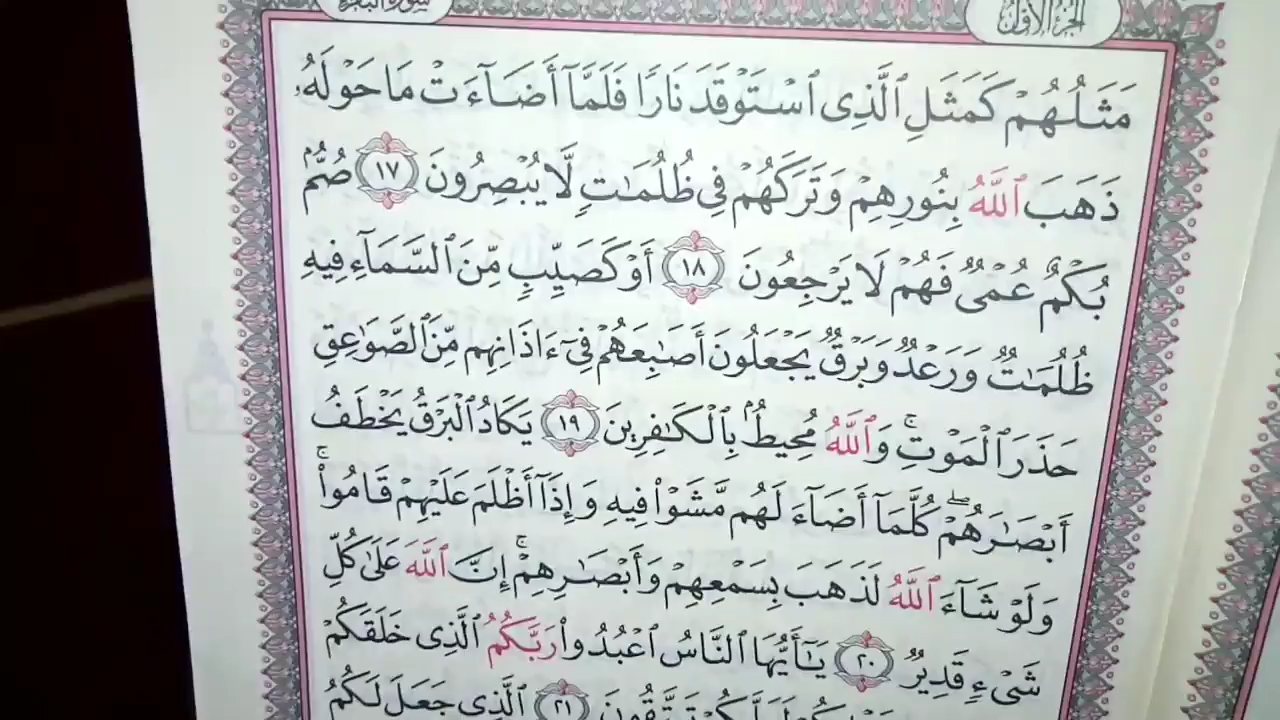 الجزء الأول
سورة البقرة
مَثَلُهُمْ كَمَثَلِ ٱلَّذِى ٱسْتَوْقَدَ نَارًا فَلَمَّآ أَضَآءَتْ مَا حَوْلَهُۥ
ذَهَبَ ٱللَّهُ بِنُورِهِمْ وَتَرَكَهُمْ فِى ظُلُمَٰتٍ لَّا يُبْصِرُونَ ١٧ صُمٌّۢ
بُكْمٌ عُمْىٌ فَهُمْ لَا يَرْجِعُونَ ١٨ أَوْ كَصَيِّبٍ مِّنَ ٱلسَّمَآءِ فِيهِ
ظُلُمَٰتٌ وَرَعْدٌ وَبَرْقٌ يَجْعَلُونَ أَصَٰبِعَهُمْ فِىٓ ءَاذَانِهِم مِّنَ ٱلصَّوَٰعِقِ
حَذَرَ ٱلْمَوْتِ ۚ وَٱللَّهُ مُحِيطٌۢ بِٱلْكَٰفِرِينَ ١٩ يَكَادُ ٱلْبَرْقُ يَخْطَفُ
أَبْصَٰرَهُمْ ۖ كُلَّمَآ أَضَآءَ لَهُم مَّشَوْا۟ فِيهِ وَإِذَآ أَظْلَمَ عَلَيْهِمْ قَامُوا۟ ۚ
وَلَوْ شَآءَ ٱللَّهُ لَذَهَبَ بِسَمْعِهِمْ وَأَبْصَٰرِهِمْ ۚ إِنَّ ٱللَّهَ عَلَىٰ كُلِّ
شَىْءٍ قَدِيرٌ ٢٠ يَٰٓأَيُّهَا ٱلنَّاسُ ٱعْبُدُوا۟ رَبَّكُمُ ٱلَّذِى خَلَقَكُمْ
تَتَّقُونَ ٢١ ٱلَّذِى جَعَلَ لَكُمُ